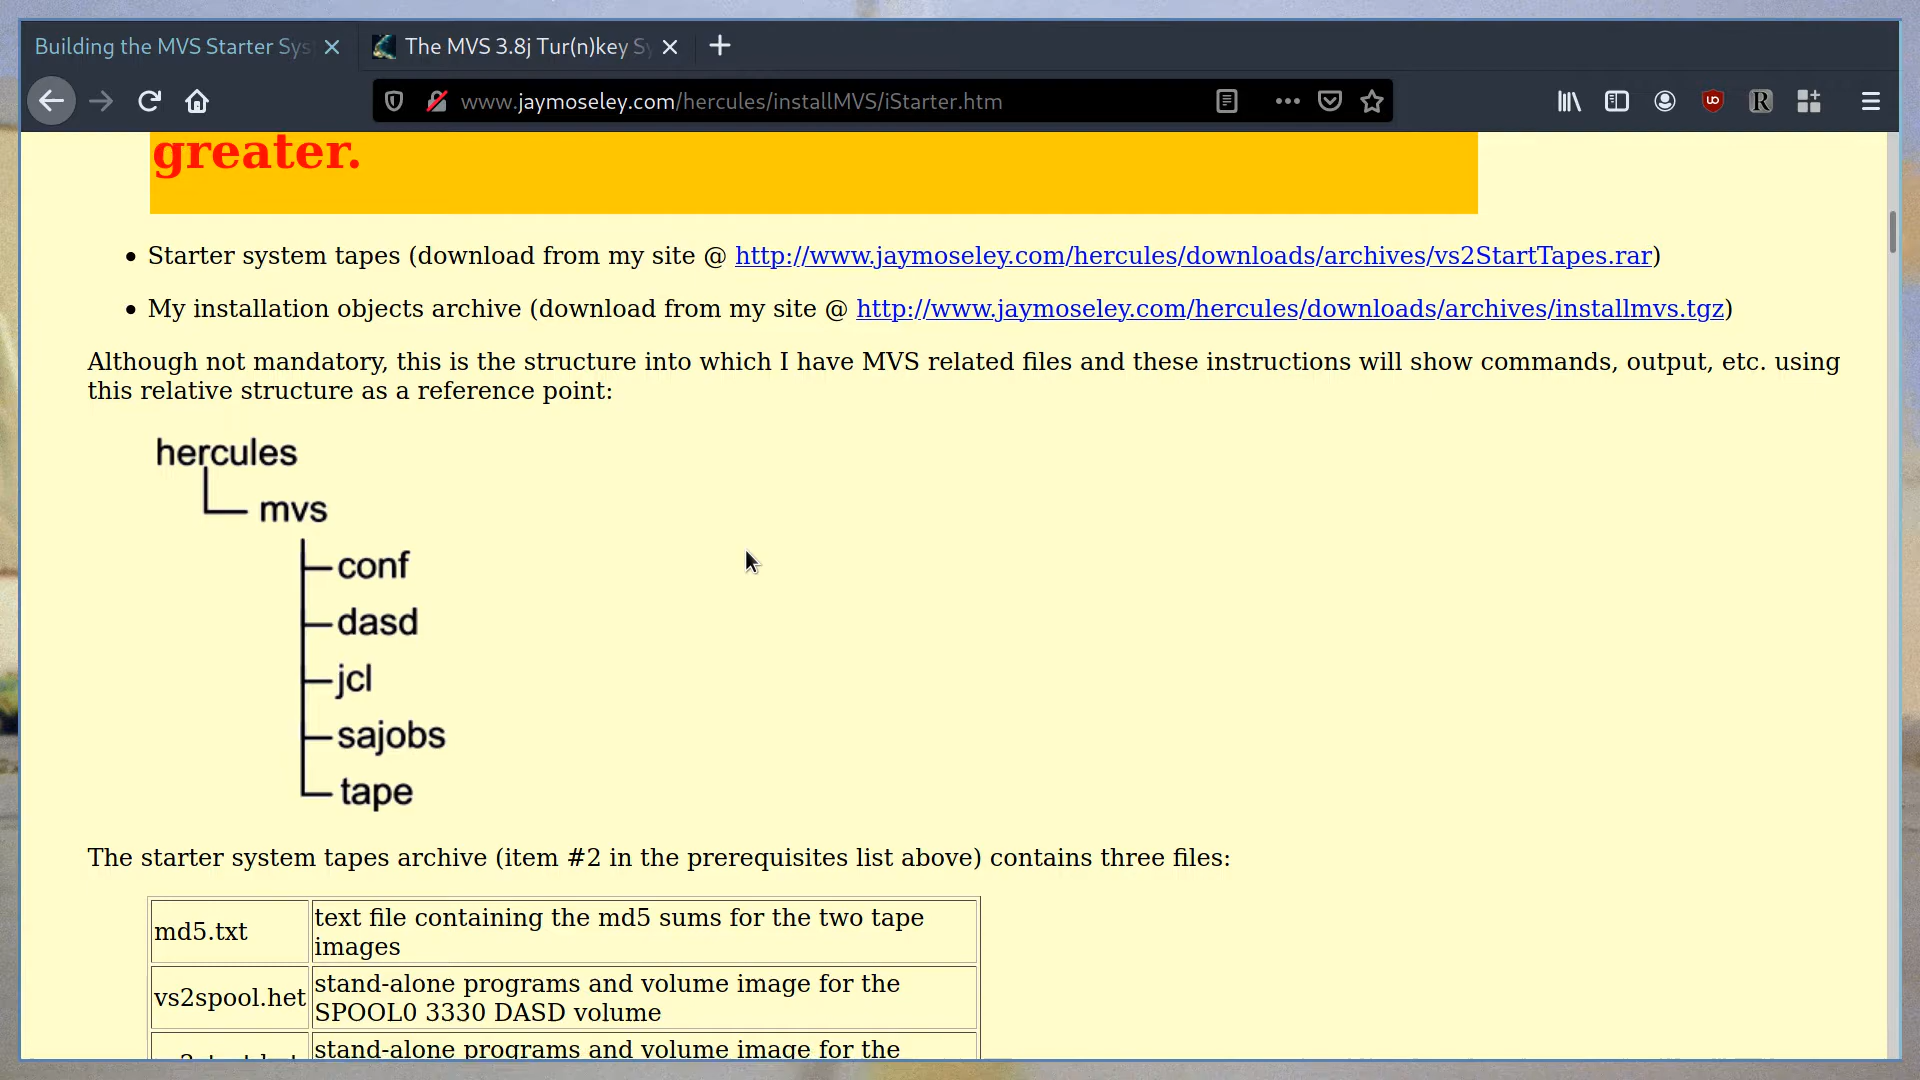 Building the MVS Starter Sys
The MVS 3.8j Tur(n)key Sy
www.jaymoseley.com/hercules/installMVS/iStarter.htm
greater.
• Starter system tapes (download from my site @ http://www.jaymoseley.com/hercules/downloads/archives/vs2StartTapes.rar)
• My installation objects archive (download from my site @ http://www.jaymoseley.com/hercules/downloads/archives/installmvs.tgz)
Although not mandatory, this is the structure into which I have MVS related files and these instructions will show commands, output, etc. using
this relative structure as a reference point:
hercules
mvs
conf
dasd
jcl
sajobs
tape
The starter system tapes archive (item #2 in the prerequisites list above) contains three files:
md5.txt
text file containing the md5 sums for the two tape
images
vs2spool.het
stand-alone programs and volume image for the
SPOOL0 3330 DASD volume
stand-alone programs and volume image for the